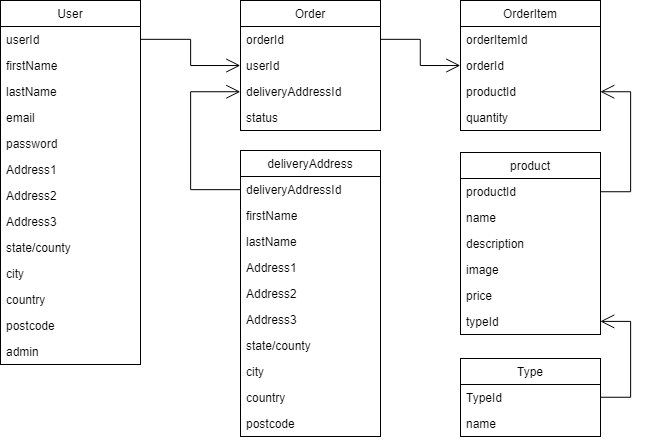 User
userId
firstName
lastName
email
password
Address1
Address2
Address3
state/county
city
country
postcode
admin
Order
orderId
userId
deliveryAddressId
status
deliveryAddress
deliveryAddressId
firstName
lastName
Address1
Address2
Address3
state/county
city
country
postcode
OrderItem
orderItemId
orderId
productId
quantity
product
productId
name
description
image
price
typeId
Type
TypeId
name